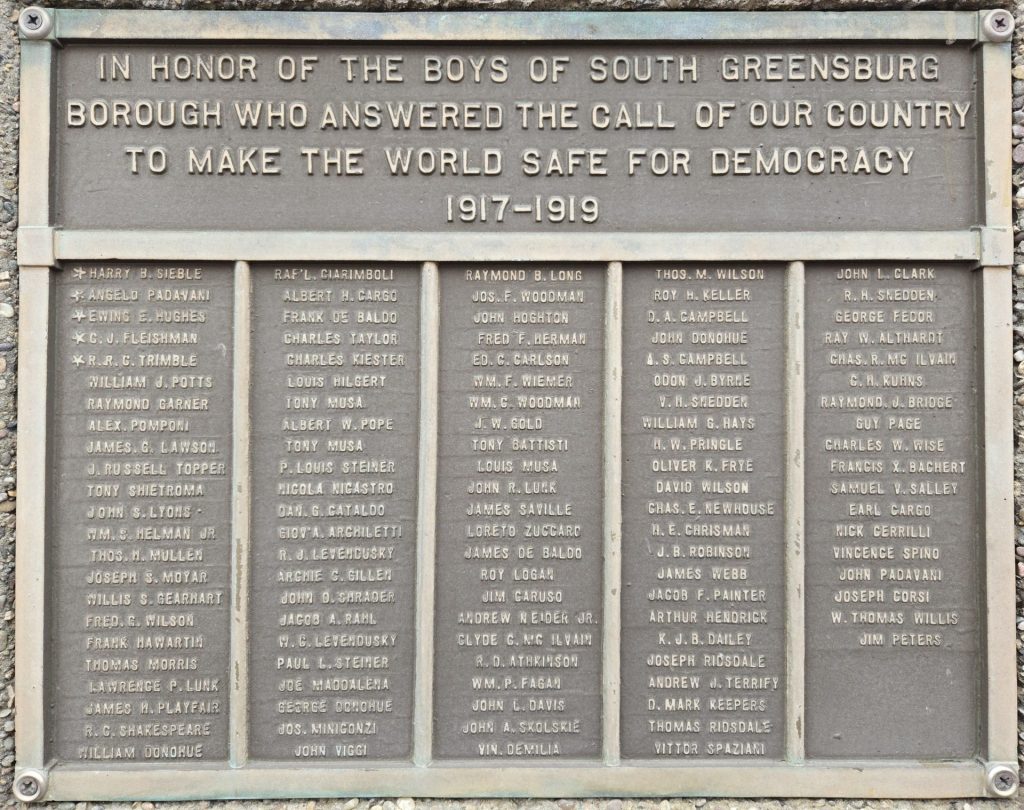 IN HONOR OF THE BOYS OF SOUTH GREENSBURG
BOROUGH WHO ANSWERED THE CALL OF OUR COUNTRY
TO MAKE THE WORLD SAFE FOR DEMOCRACY
1917-1919
★HARRY B. SIEBLE
★ANGELO PADAVANI
★EWING E. HUGHES
★C. J. FLEISHMAN
★R. R. C. TRIMBLE
WILLIAM J. POTTS
RAYMOND GARNER
ALEX. POMPONI
JAMES. G. LAWSON
J. RUSSELL TOPPER
TONY SHIETROMA
JOHN S. LYONS
WM. S. HELMAN JR
THOS. H. MULLEN
JOSEPH S. MOYAR
WILLIS S. GEARHART
FRED. G. WILSON
FRANK HAWARTIN
THOMAS MORRIS
LAWRENCE P. LUNK
JAMES H. PLAYFAIR
R. C. SHAKESPEARE
WILLIAM DONOHUE
RAF'L. CIARIMBOLI
ALBERT H. CARGO
FRANK DE BALDO
CHARLES TAYLOR
CHARLES KIESTER
LOUIS HILGERT
TONY MUSA
ALBERT W. POPE
TONY MUSA
P. LOUIS STEINER
NICOLA NIGASTRO
DAN. G. CATALDO
GIOV'A. ARCHILETTI
R. J. LEVENDUSKY
ARCHIE C. GILLEN
JOHN O. SHRADER
JACOB A. RAHL
W. G. LEVENDUSKY
PAUL L. STEINER
JOE MADDALENA
GEORGE DONOHUE
JOS. MINIGONZI
JOHN VIGGI
RAYMOND B. LONG
JOS. F. WOODMAN
JOHN HOGHTON
FRED F. HERMAN
ED. C. CARLSON
WM. F. WIEMER
WM. C. WOODMAN
J. W. GOLD
TONY BATTISTI
LOUIS MUSA
JOHN R. LUNK
JAMES SAVILLE
LORETO ZUCCARO
JAMES DE BALDO
ROY LOGAN
JIM CARUSO
ANDREW NEIDER JR.
CLYDE C. MC ILVAIN
R. D. ATHKINSON
WM. P. FAGAN
JOHN L. DAVIS
JOHN A. SKOLSKIE
VIN. DEMILIA
THOS. M. WILSON
ROY H. KELLER
D. A. CAMPBELL
JOHN DONOHUE
A. S. CAMPBELL
ODON J. BYRNE
V. H. SNEDDEN
WILLIAM G. HAYS
H. W. PRINGLE
OLIVER K. FRYE
DAVID WILSON
CHAS. E. NEWHOUSE
H. E. CHRISMAN
J. B. ROBINSON
JAMES WEBB
JACOB F. PAINTER
ARTHUR HENDRICK
K. J. B. DAILEY
JOSEPH RIDSDALE
ANDREW J. TERRIFY
D. MARK KEEPERS
THOMAS RIDSDALE
VITTOR SPAZIANI
JOHN L. CLARK
R. H. SNEDDEN
GEORGE FEDOR
RAY W. ALTHARDT
CHAS. R. MC ILVAIN
C. H. KUHNS
RAYMOND. J. BRIDGE
GUY PAGE
CHARLES W. WISE
FRANCIS X. BACHERT
SAMUEL V. SALLEY
EARL CARGO
NICK GERRILLI
VINCENCE SPINO
JOHN PADAVANI
JOSEPH CORSI
W. THOMAS WILLIS
JIM PETERS